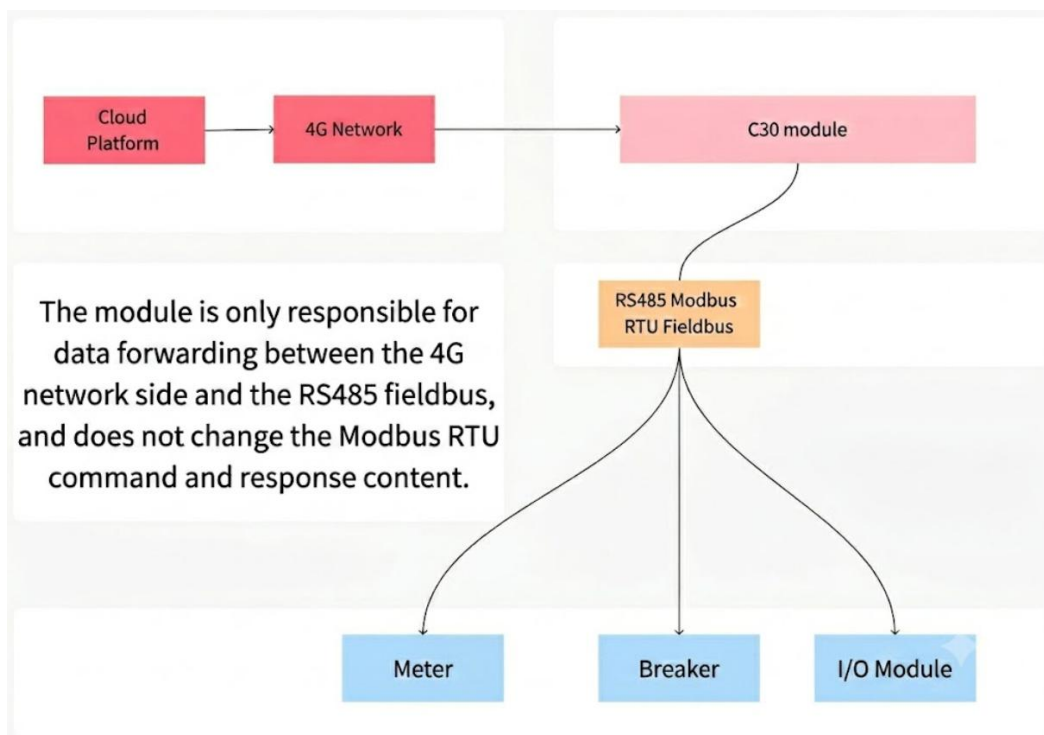 Cloud
Platform
4G Network
C30 module
RS485 Modbus
RTU Fieldbus
The module is only responsible for
data forwarding between the 4G
network side and the RS485 fieldbus,
and does not change the Modbus RTU
command and response content.
Meter
Breaker
I/O Module